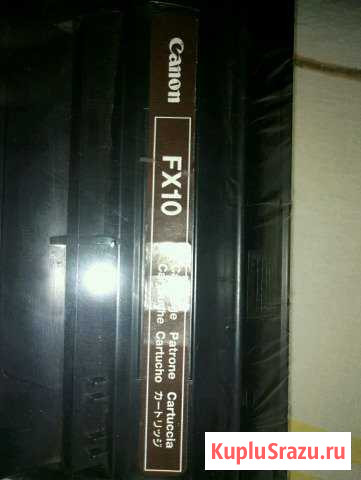 Canon
FX10
Patrone Cartuccia
Cartucho カートリッジ
KupluSrazu.ru